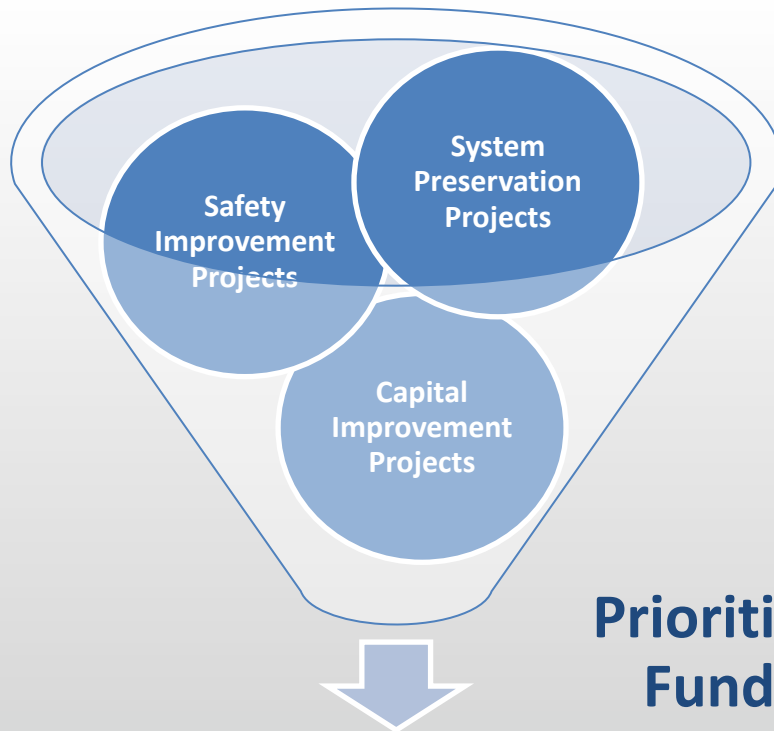 System
Preservation
Projects
Safety
Improvement
Projects
Capital
Improvement
Projects
Prioriti
Fund